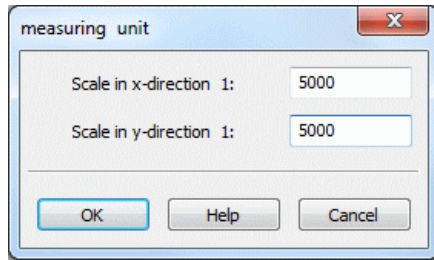 measuring unit
Scale in x-direction 1: 5000
Scale in y-direction 1: 5000
OK Help Cancel